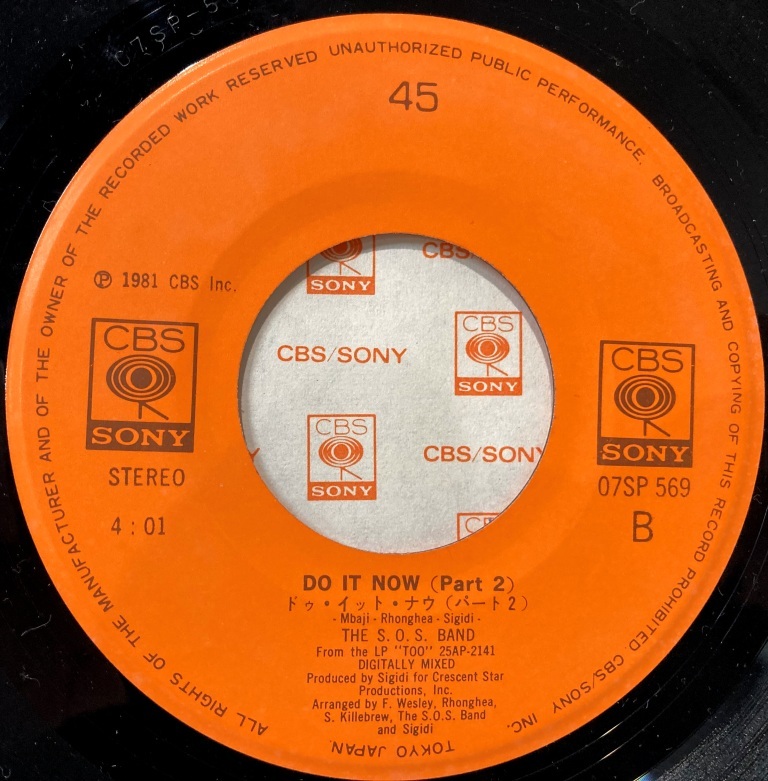 07SP-56
ALL RIGHTS OF THE MANUFACTURER AND OF THE OWNER OF THE RECORDED WORK RESERVED UNAUTHORIZED PUBLIC PERFORMANCE. BROADCASTING AND COPYING OF THIS RECORD PROHIBITED CBS/SONY INC. TOKYO JAPAN.
45
℗ 1981 CBS Inc.
CBS
SONY
STEREO
4:01
SONY
CBS
CBS/SONY
CBS
SONY
CBS
SONY
CBS/SONY
CBS
SONY
07SP 569
B
DO IT NOW (Part 2)
ドゥ・イット・ナウ(パート2)
- Mbaji - Rhonghea - Sigidi -
THE S.O.S. BAND
From the LP "TOO" 25AP-2141
DIGITALLY MIXED
Produced by Sigidi for Crescent Star
Productions, Inc.
Arranged by F. Wesley, Rhonghea,
S. Killebrew, The S.O.S. Band
and Sigidi